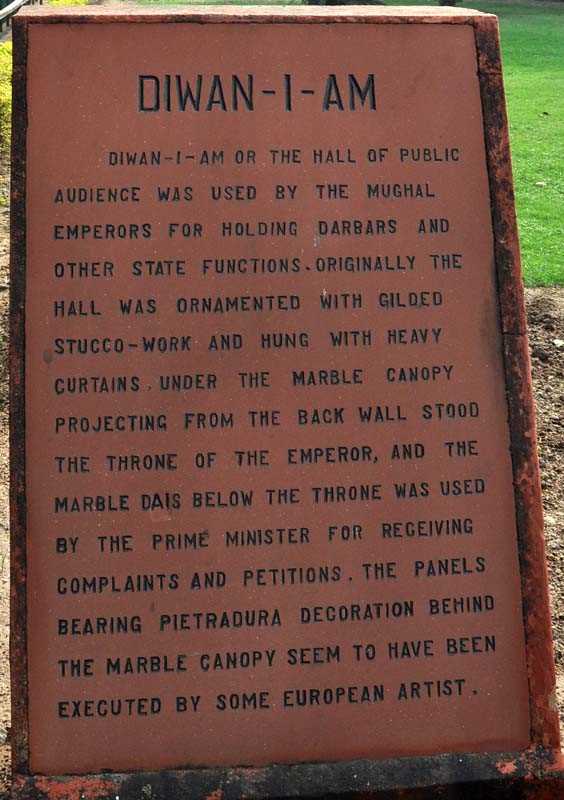 DIWAN-I-AM
DIWAN-I-AM OR THE HALL OF PUBLIC
AUDIENCE WAS USED BY THE MUGHAL
EMPERORS FOR HOLDING DARBARS AND
OTHER STATE FUNCTIONS. ORIGINALLY THE
HALL WAS ORNAMENTED WITH GILDED
STUCCO-WORK AND HUNG WITH HEAVY
CURTAINS. UNDER THE MARBLE CANOPY
PROJECTING FROM THE BACK WALL STOOD
THE THRONE OF THE EMPEROR, AND THE
MARBLE DAIS BELOW THE THRONE WAS USED
BY THE PRIME MINISTER FOR RECEIVING
COMPLAINTS AND PETITIONS. THE PANELS
BEARING PIETRADURA DECORATION BEHIND
THE MARBLE CANOPY SEEM TO HAVE BEEN
EXECUTED BY SOME EUROPEAN ARTIST.